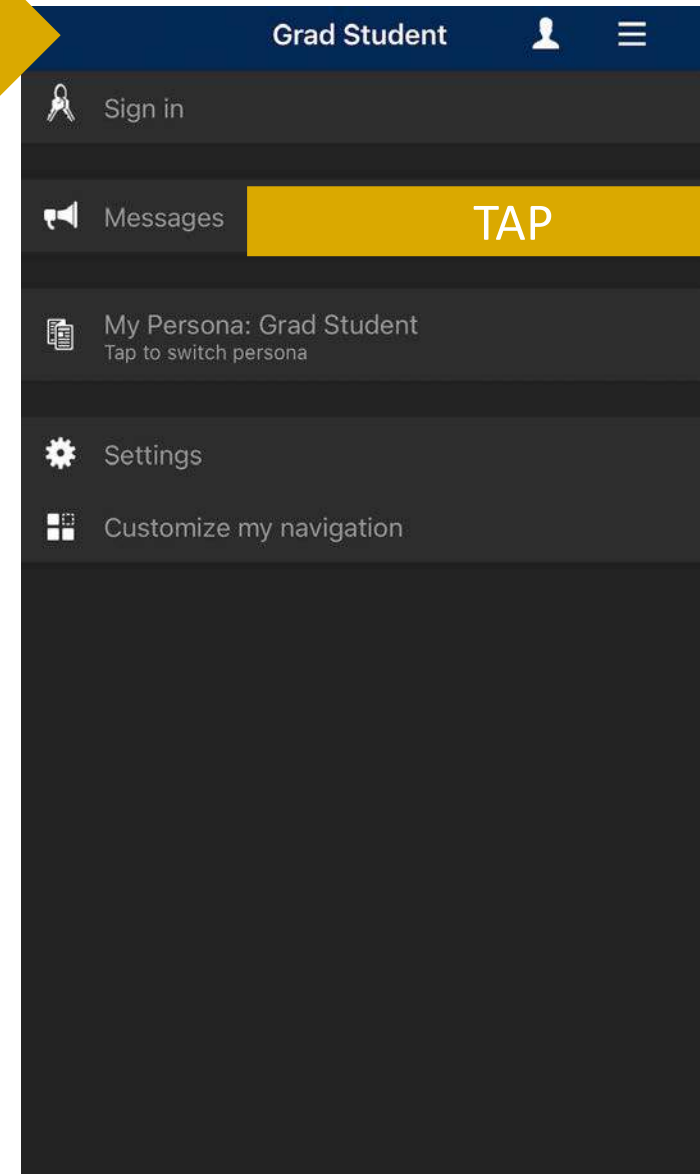 Grad Student
Sign in
Messages
TAP
My Persona: Grad Student
Tap to switch persona
Settings
Customize my navigation